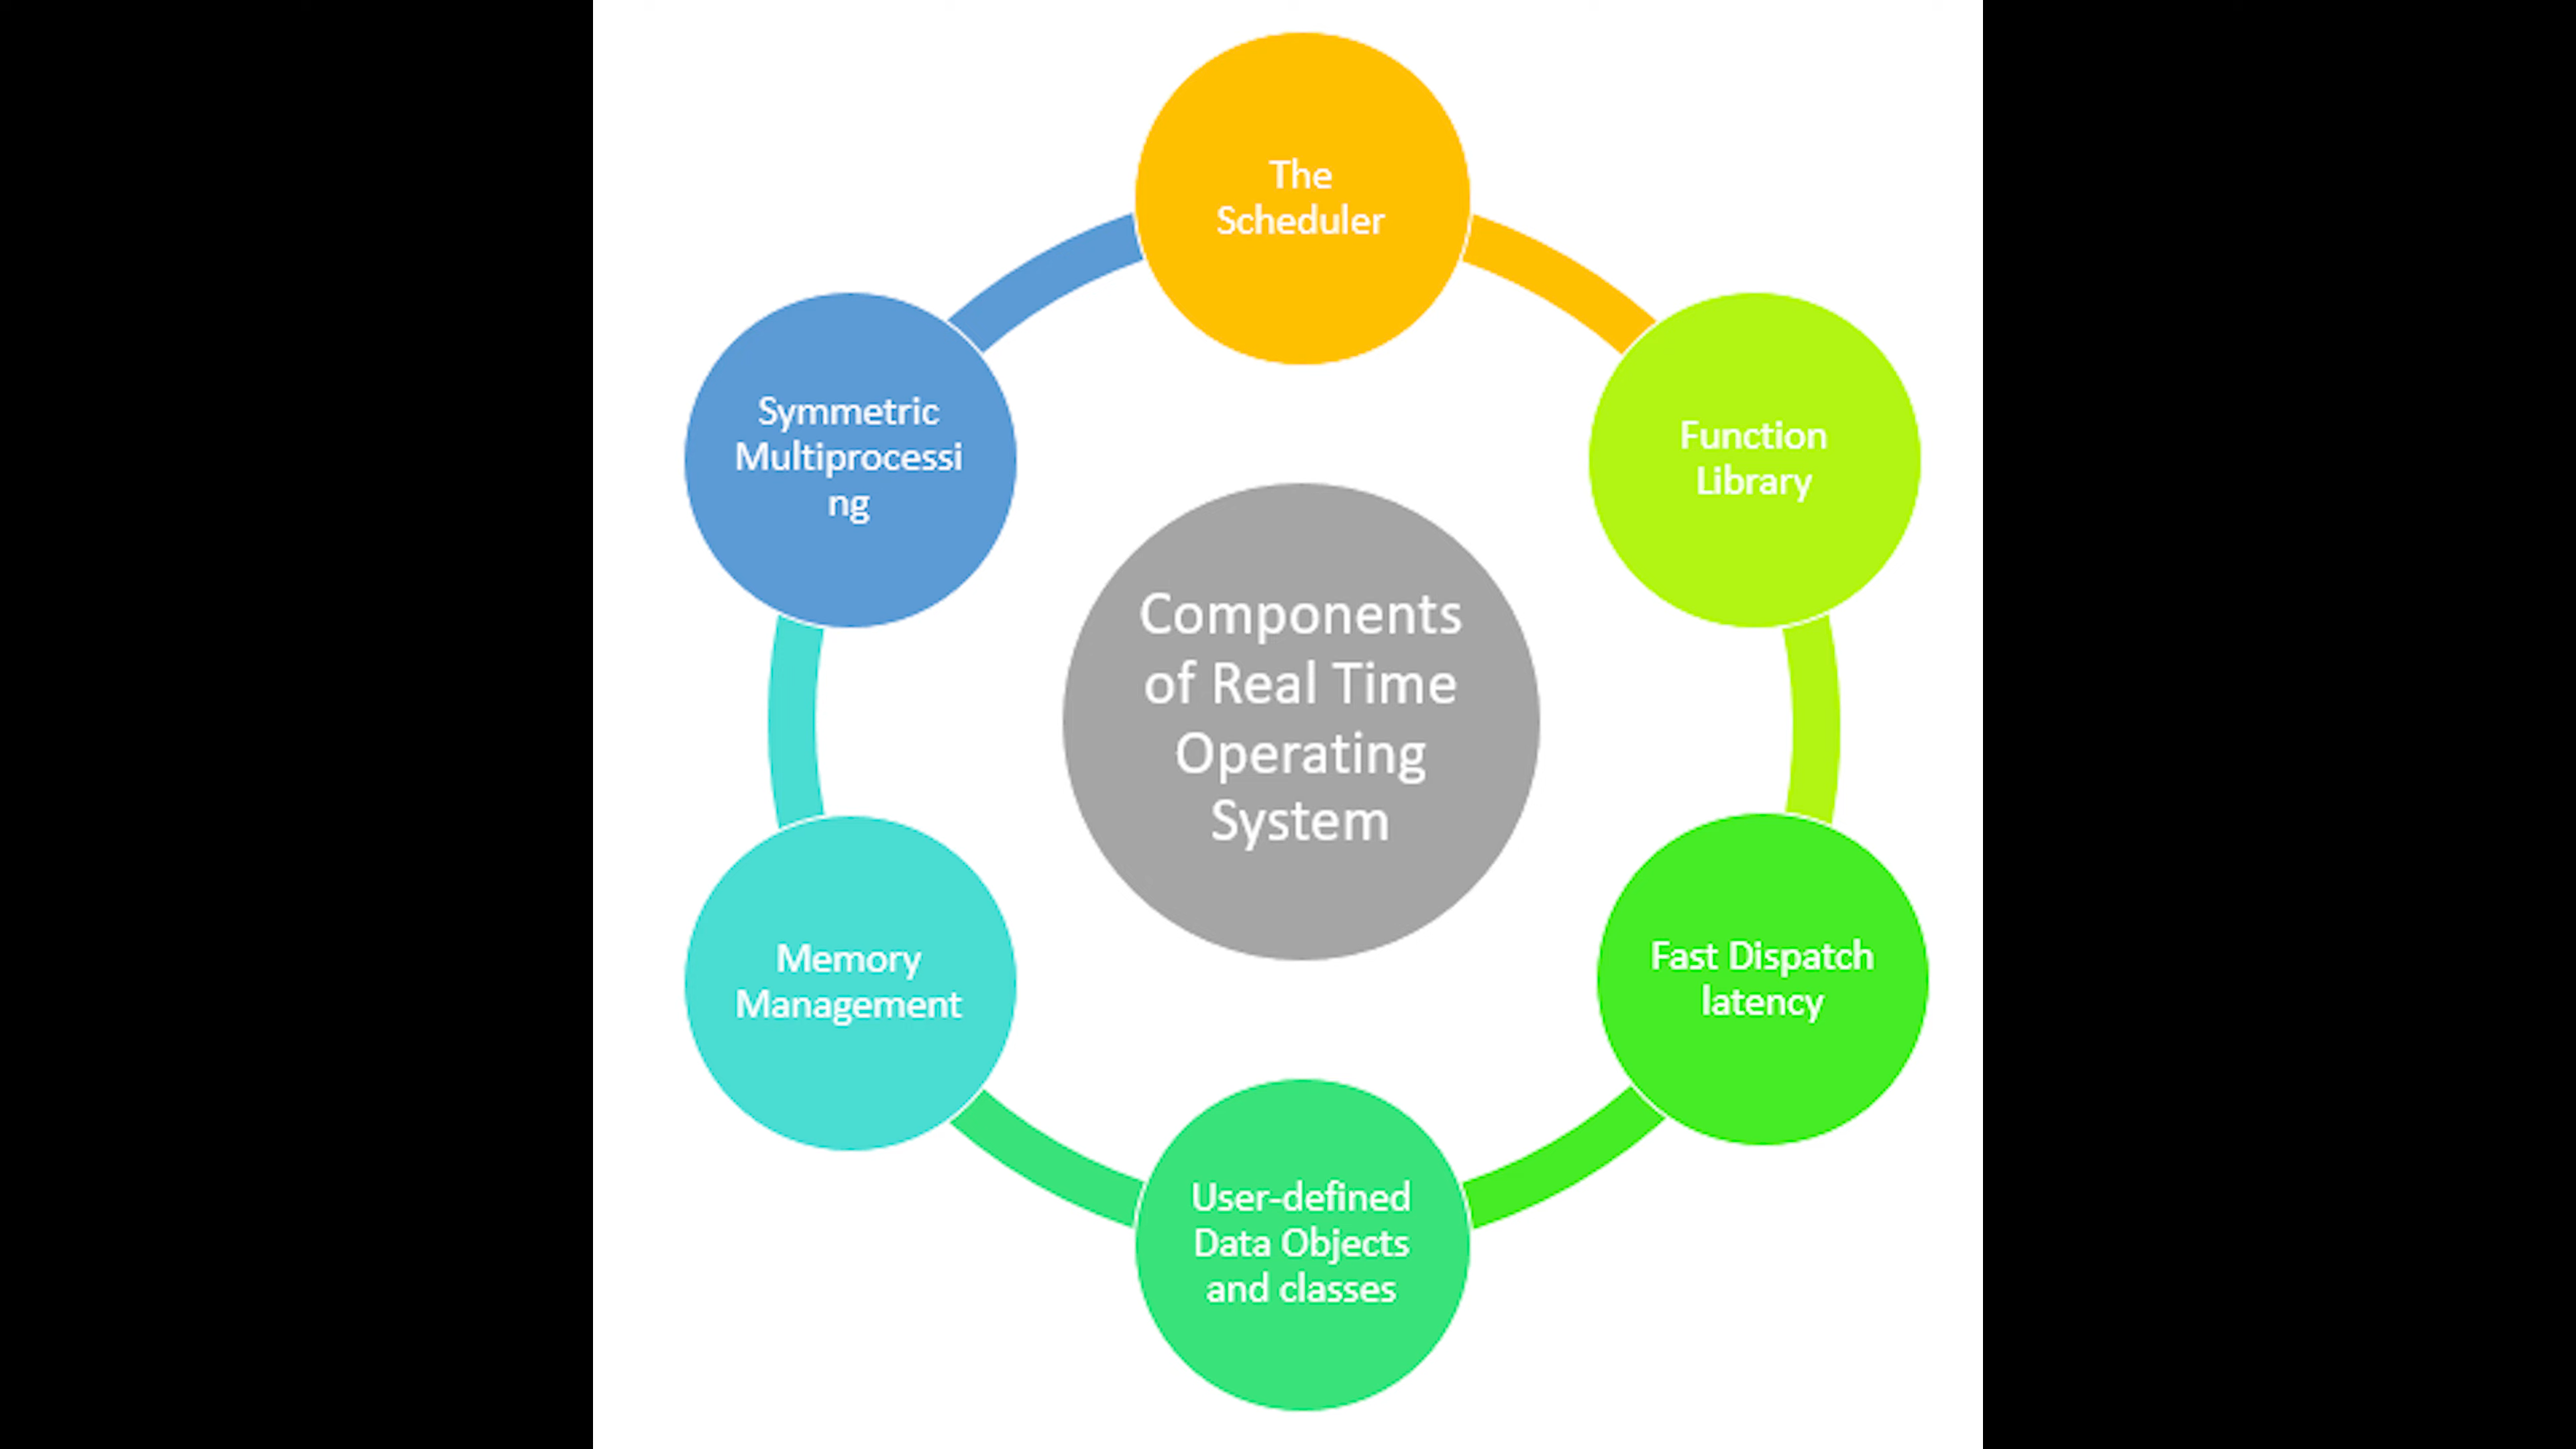 The
Scheduler
Function
Library
Fast Dispatch
latency
User-defined
Data Objects
and classes
Memory
Management
Symmetric
Multiprocessi
ng
Components
of Real Time
Operating
System